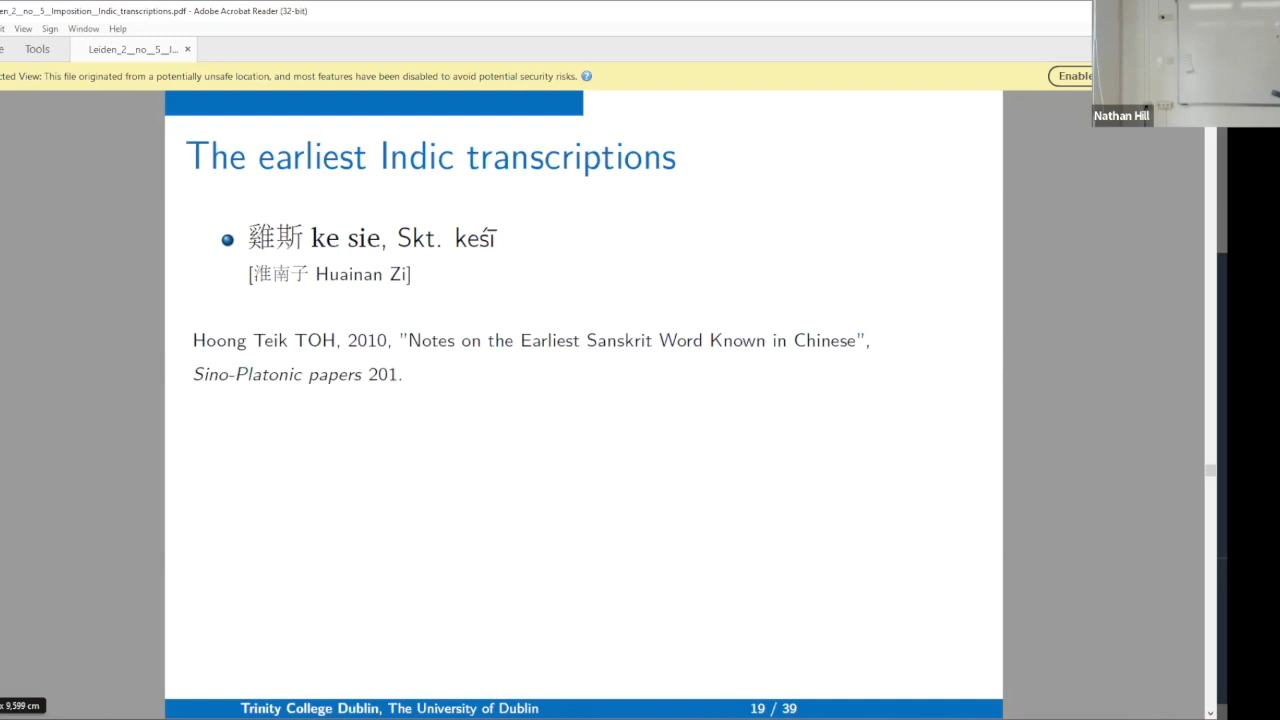 len_2__no__5__Imposition__Indic_transcriptions.pdf - Adobe Acrobat Reader (32-bit)
it View Sign Window Help
e Tools Leiden_2__no__5__I... ×
cted View: This file originated from a potentially unsafe location, and most features have been disabled to avoid potential security risks. ? Enable
Nathan Hill
The earliest Indic transcriptions
雞斯 ke sie, Skt. keśī
[淮南子 Huainan Zi]
Hoong Teik TOH, 2010, "Notes on the Earliest Sanskrit Word Known in Chinese",
Sino-Platonic papers 201.
x 9,599 cm
Trinity College Dublin, The University of Dublin 19 / 39